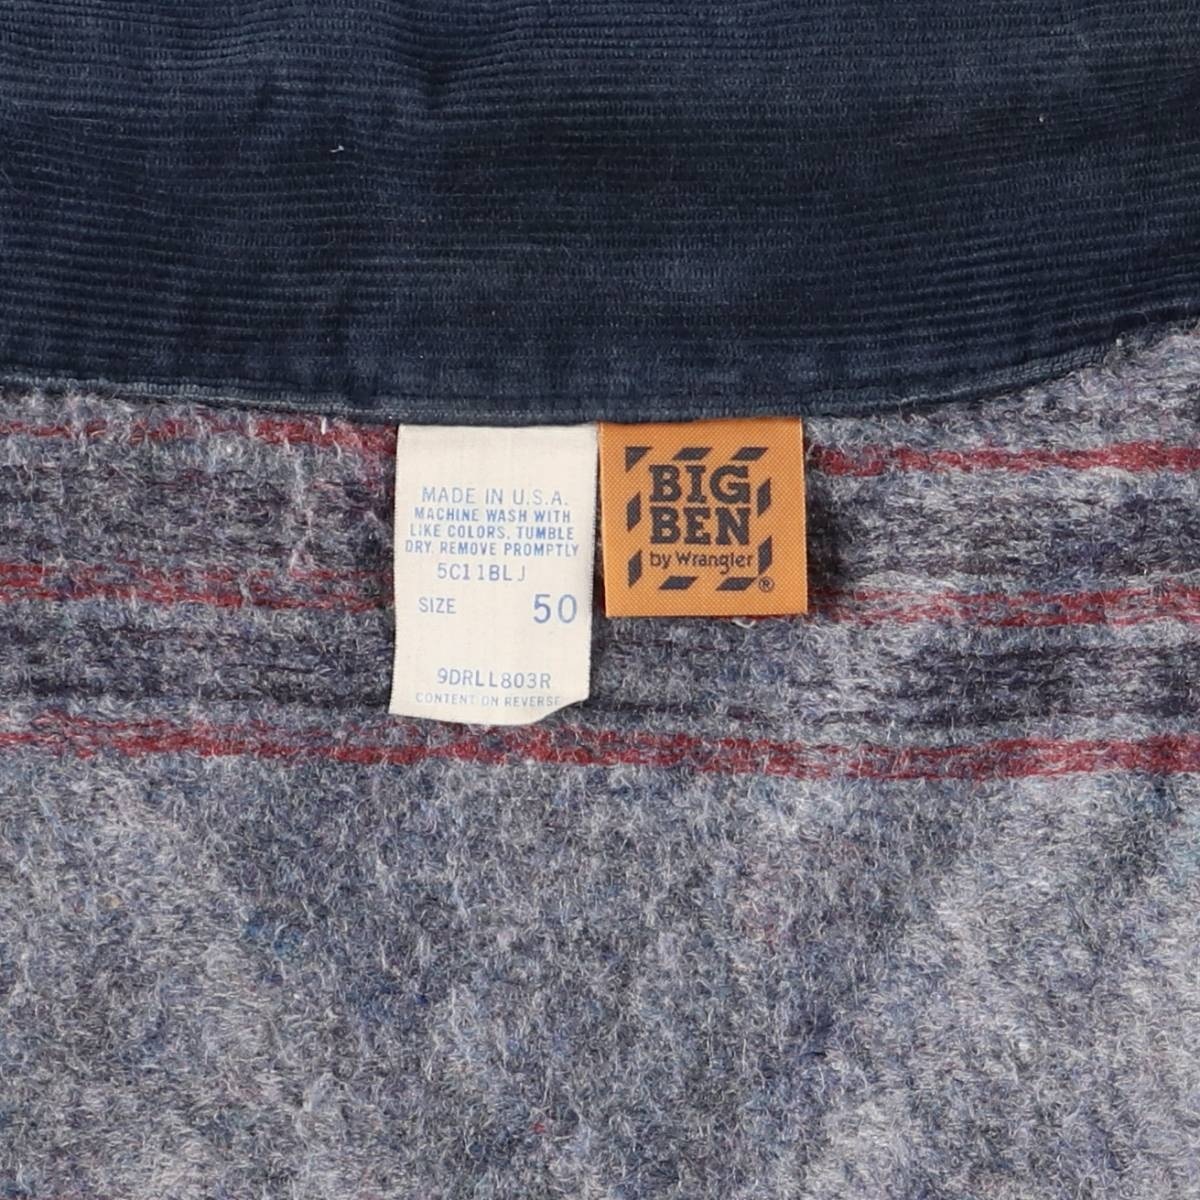 MADE IN U.S.A.
MACHINE WASH WITH
LIKE COLORS, TUMBLE
DRY. REMOVE PROMPTLY
5C11BLJ
SIZE 50
9DRLL803R
CONTENT ON REVERSE
BIG
BEN
by Wrangler
®